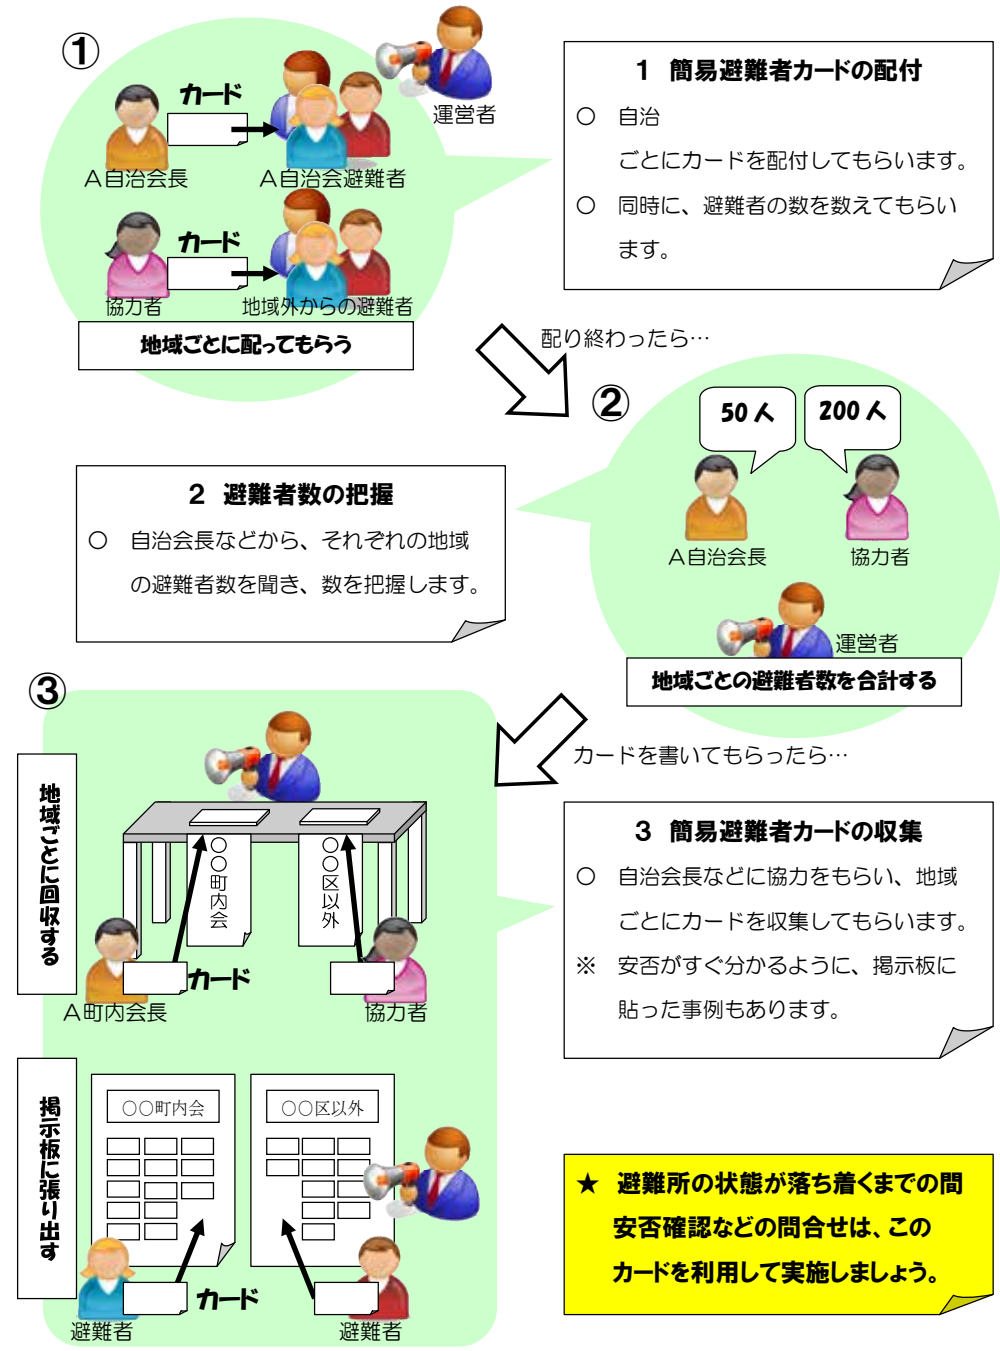 ①
カード
運営者
A自治会長
A自治会避難者
カード
協力者
地域外からの避難者
地域ごとに配ってもらう
1 簡易避難者カードの配付
○ 自治
ごとにカードを配付してもらいます。
○ 同時に、避難者の数を数えてもらい
ます。
配り終わったら…
②
50人
200人
A自治会長
協力者
運営者
地域ごとの避難者数を合計する
2 避難者数の把握
○ 自治会長などから、それぞれの地域
の避難者数を聞き、数を把握します。
カードを書いてもらったら…
③
地域ごとに回収する
○○町内会
○○区以外
カード
A町内会長
協力者
3 簡易避難者カードの収集
○ 自治会長などに協力をもらい、地域
ごとにカードを収集してもらいます。
※ 安否がすぐ分かるように、掲示板に
貼った事例もあります。
掲示板に張り出す
○○町内会
○○区以外
カード
避難者
避難者
★ 避難所の状態が落ち着くまでの間
安否確認などの問合せは、この
カードを利用して実施しましょう。